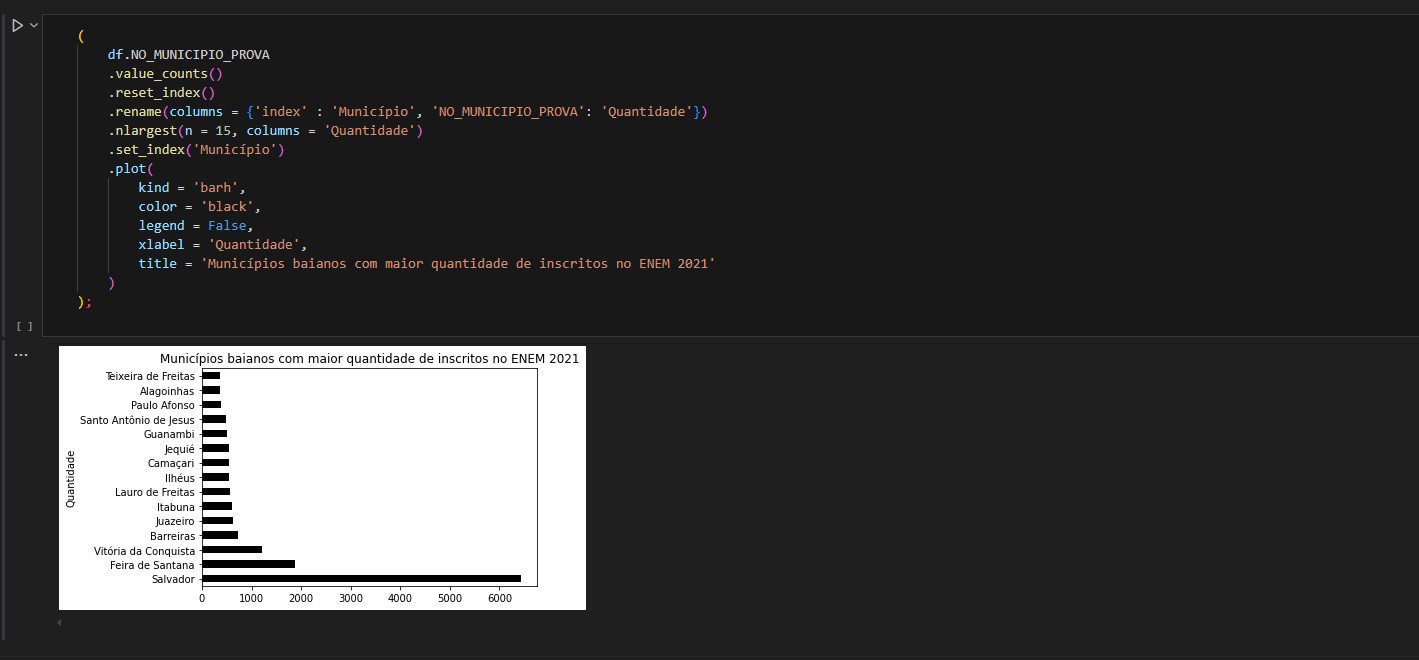 (
df.NO_MUNICIPIO_PROVA
.value_counts()
.reset_index()
.rename(columns = {'index' : 'Município', 'NO_MUNICIPIO_PROVA': 'Quantidade'})
.nlargest(n = 15, columns = 'Quantidade')
.set_index('Município')
.plot(
kind = 'barh',
color = 'black',
legend = False,
xlabel = 'Quantidade',
title = 'Municípios baianos com maior quantidade de inscritos no ENEM 2021'
)
);
[ ]
...
Municípios baianos com maior quantidade de inscritos no ENEM 2021
Teixeira de Freitas
Alagoinhas
Paulo Afonso
Santo Antônio de Jesus
Guanambi
Jequié
Camaçari
Ilhéus
Lauro de Freitas
Itabuna
Juazeiro
Barreiras
Vitória da Conquista
Feira de Santana
Salvador
Quantidade
0 1000 2000 3000 4000 5000 6000